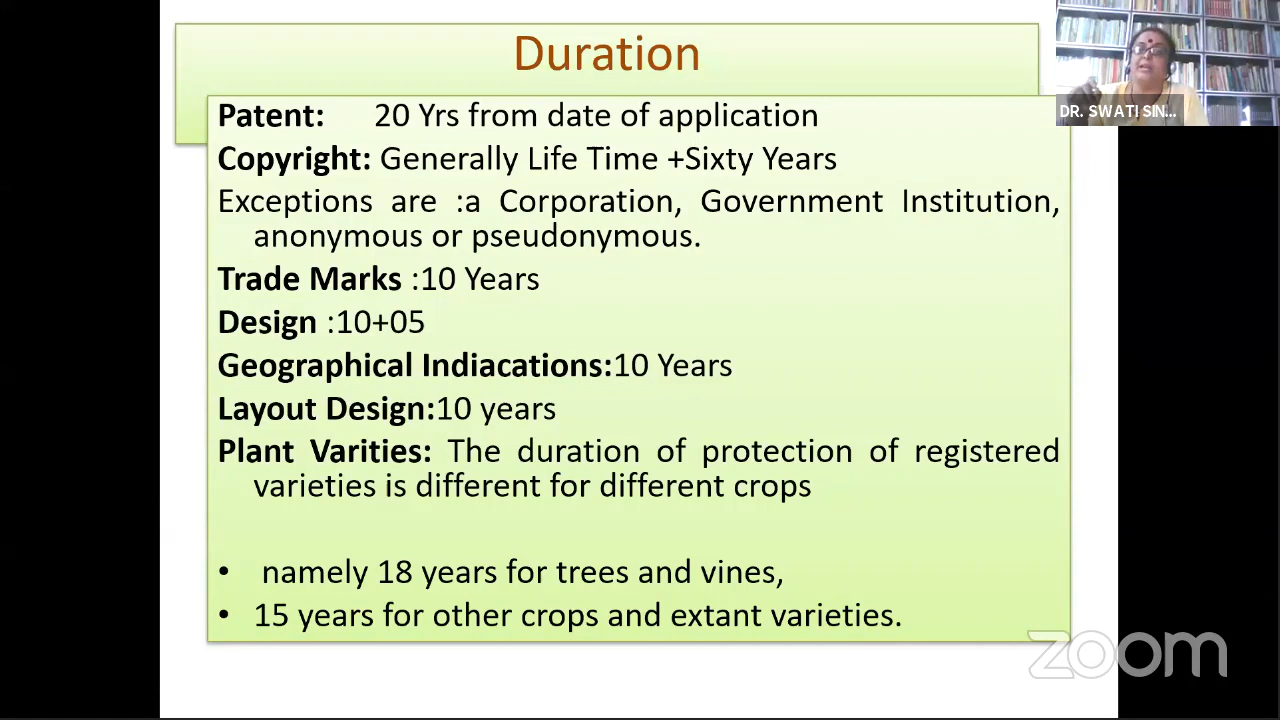 Duration
Patent: 20 Yrs from date of application
Copyright: Generally Life Time +Sixty Years
Exceptions are :a Corporation, Government Institution,
anonymous or pseudonymous.
Trade Marks :10 Years
Design :10+05
Geographical Indiacations:10 Years
Layout Design:10 years
Plant Varities: The duration of protection of registered
varieties is different for different crops
• namely 18 years for trees and vines,
• 15 years for other crops and extant varieties.
DR. SWATI SIN...
zoom